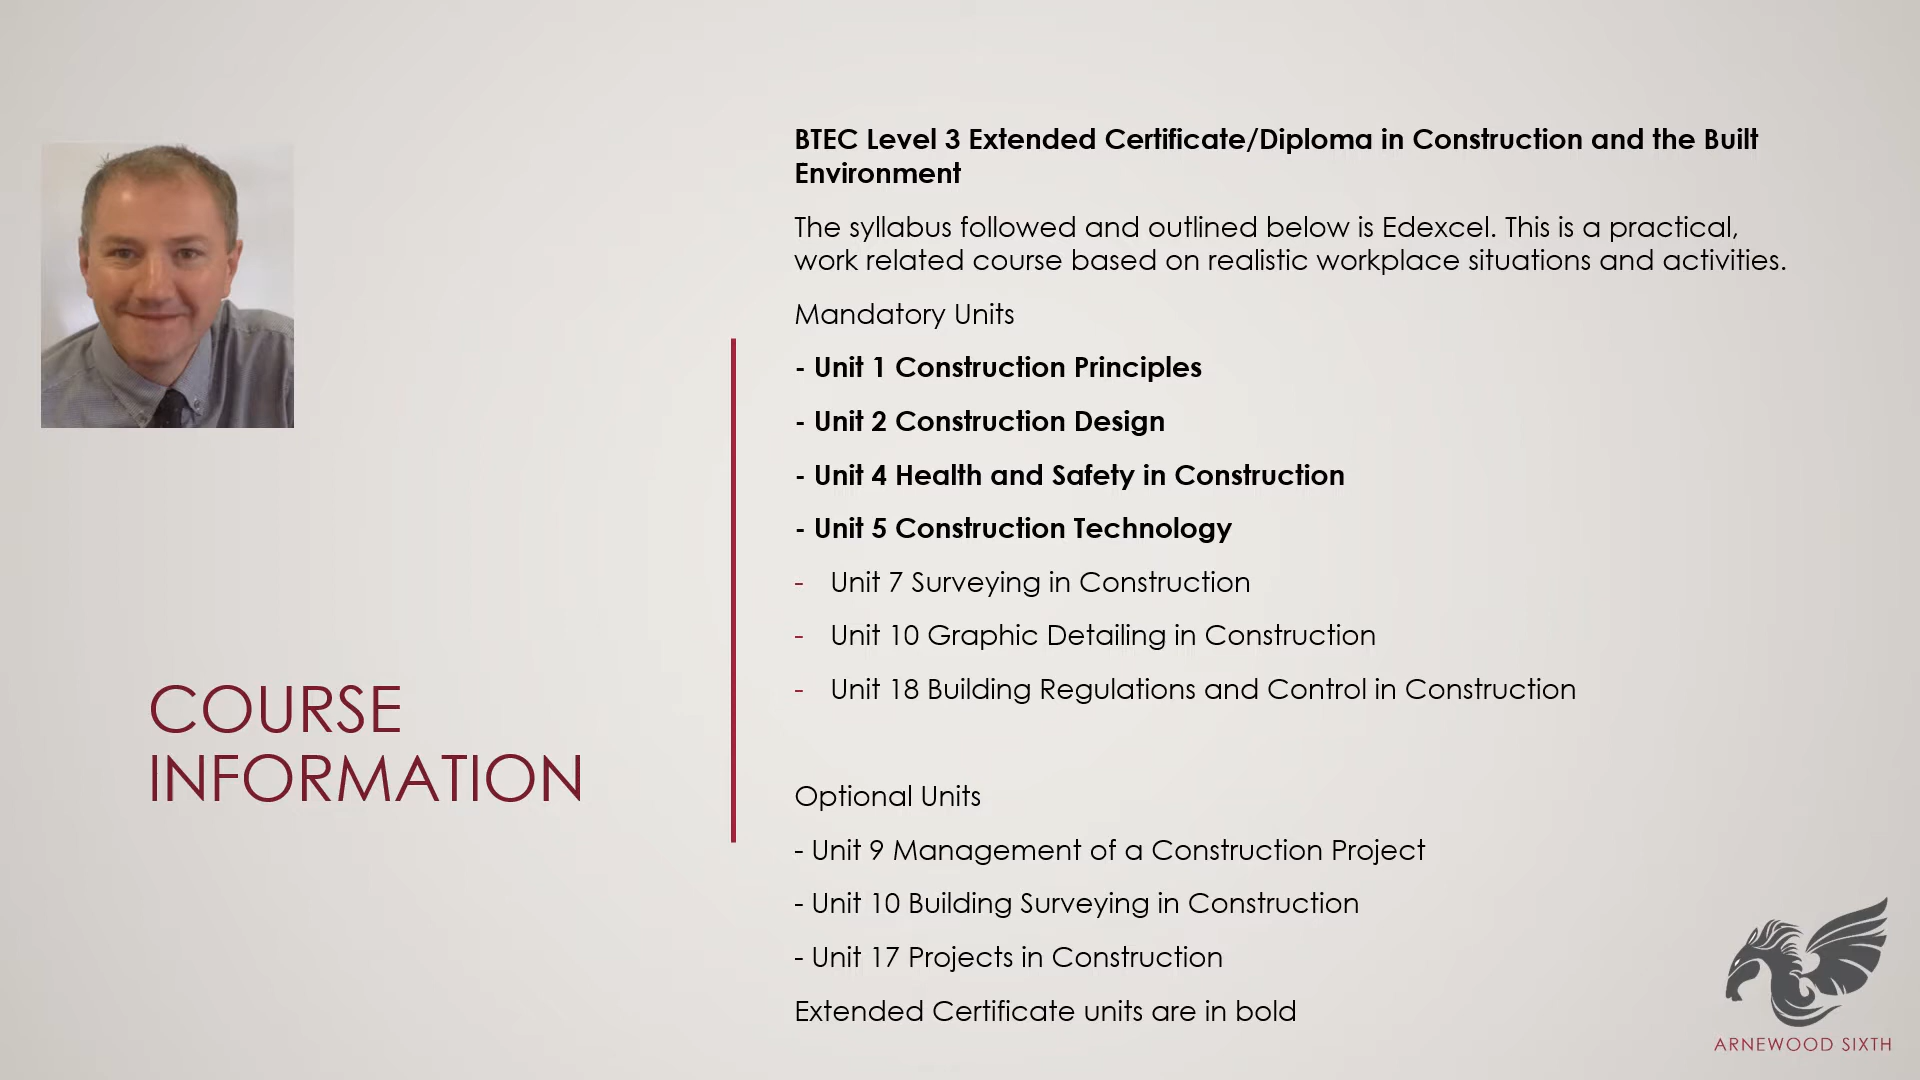 BTEC Level 3 Extended Certificate/Diploma in Construction and the Built
Environment
The syllabus followed and outlined below is Edexcel. This is a practical,
work related course based on realistic workplace situations and activities.
Mandatory Units
- Unit 1 Construction Principles
- Unit 2 Construction Design
- Unit 4 Health and Safety in Construction
- Unit 5 Construction Technology
- Unit 7 Surveying in Construction
- Unit 10 Graphic Detailing in Construction
- Unit 18 Building Regulations and Control in Construction
COURSE
INFORMATION
Optional Units
- Unit 9 Management of a Construction Project
- Unit 10 Building Surveying in Construction
- Unit 17 Projects in Construction
Extended Certificate units are in bold
ARNEWOOD SIXTH